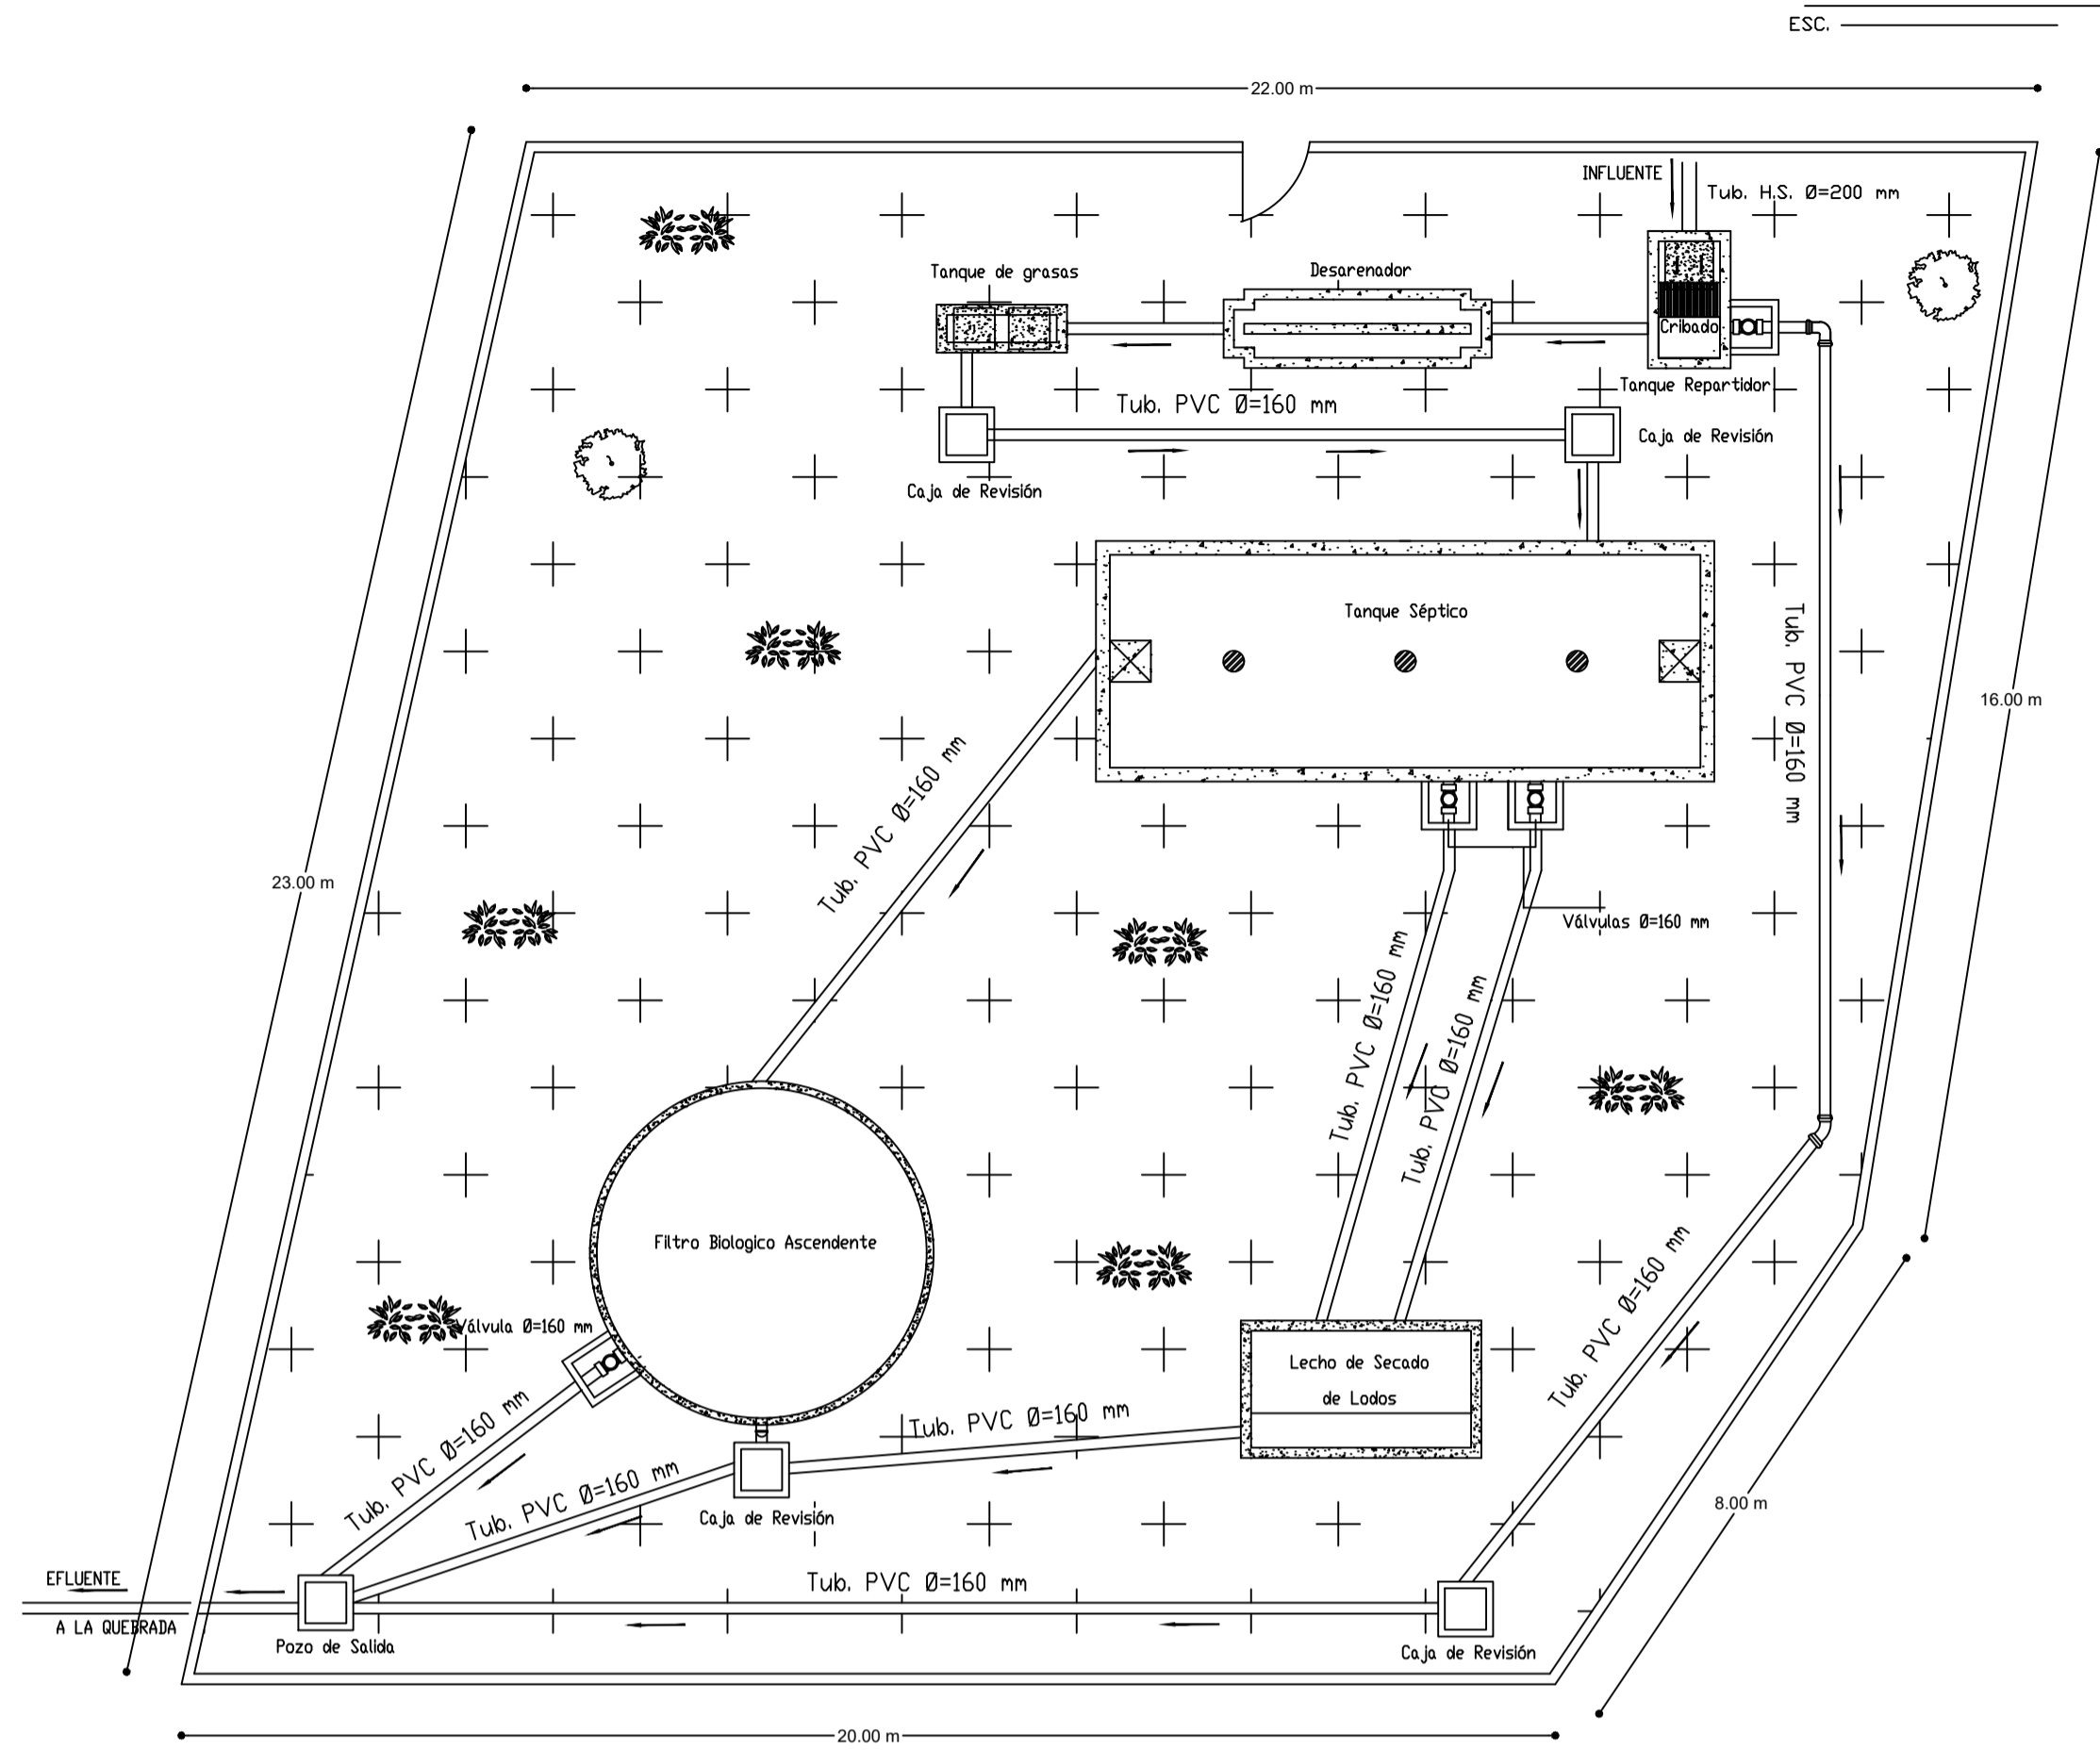 ESC.
22.00 m
INFLUENTE
Tub. H.S. Ø=200 mm
Tanque de grasas
Desarenador
Cribado
Tanque Repartidor
Tub. PVC Ø=160 mm
Caja de Revisión
Caja de Revisión
Tanque Séptico
Tub. PVC Ø=160 mm
16.00 m
Tub. PVC Ø=160 mm
23.00 m
Válvulas Ø=160 mm
Tub. PVC Ø=160 mm
Tub. PVC Ø=160 mm
Filtro Biologico Ascendente
Tub. PVC Ø=160 mm
Válvula Ø=160 mm
Lecho de Secado
de Lodos
Tub. PVC Ø=160 mm
Tub. PVC Ø=160 mm
Tub. PVC Ø=160 mm
Caja de Revisión
8.00 m
EFLUENTE
Tub. PVC Ø=160 mm
A LA QUEBRADA
Pozo de Salida
Caja de Revisión
20.00 m